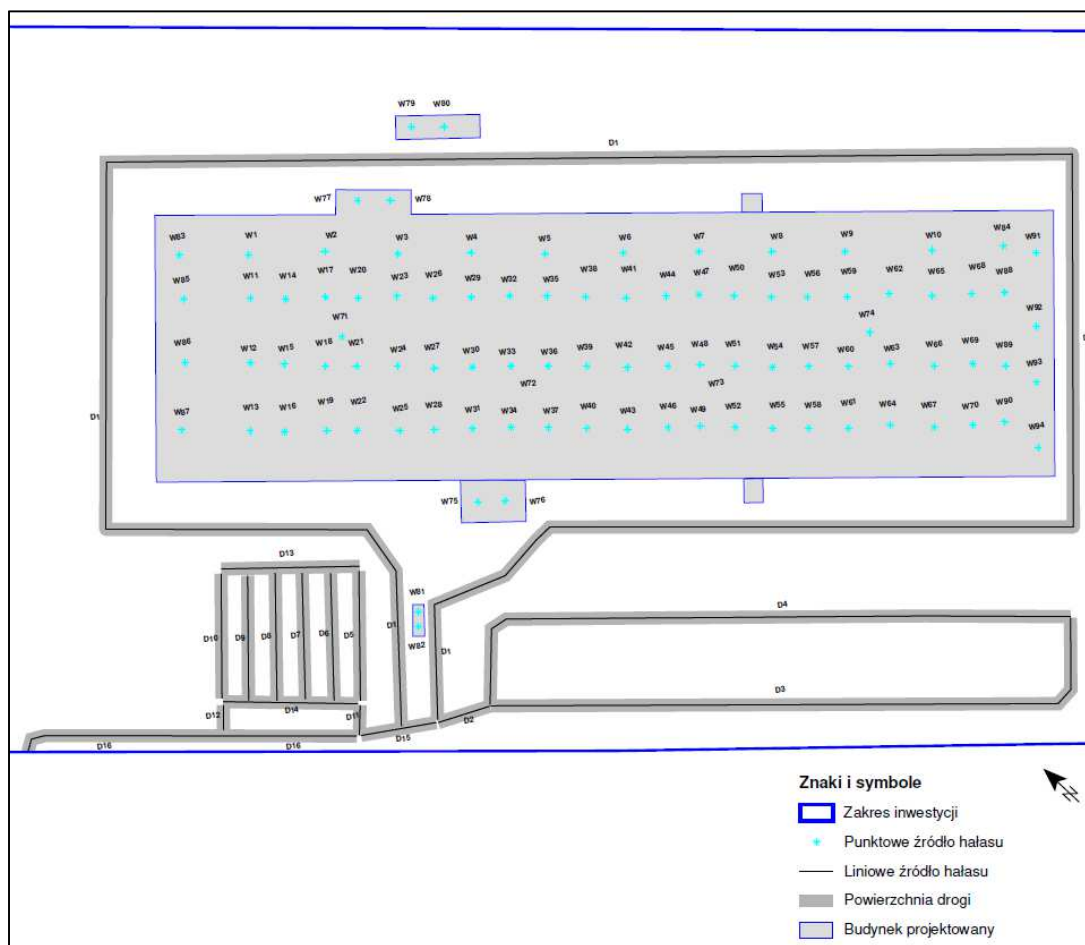 W79 W80
D1
W77 W78
W83 W1 W2 W3 W4 W5 W6 W7 W8 W9 W10 W84 W91
W85 W11 W14 W17 W20 W23 W26 W29 W32 W35 W38 W41 W44 W47 W50 W53 W56 W59 W62 W65 W68 W88
W71 W74 W92
W86 W12 W15 W18 W21 W24 W27 W30 W33 W36 W39 W42 W45 W48 W51 W54 W57 W60 W63 W66 W69 W89
W72 W73 W93
D1 W87 W13 W16 W19 W22 W25 W28 W31 W34 W37 W40 W43 W46 W49 W52 W55 W58 W61 W64 W67 W70 W90
W94
W75 W76
D13
W81
D4
D10 D9 D8 D7 D6 D5 D1
W82 D1
D3
D12 D14 D11 D2
D16 D16 D15
Znaki i symbole
N
Zakres inwestycji
Punktowe źródło hałasu
Liniowe źródło hałasu
Powierzchnia drogi
Budynek projektowany